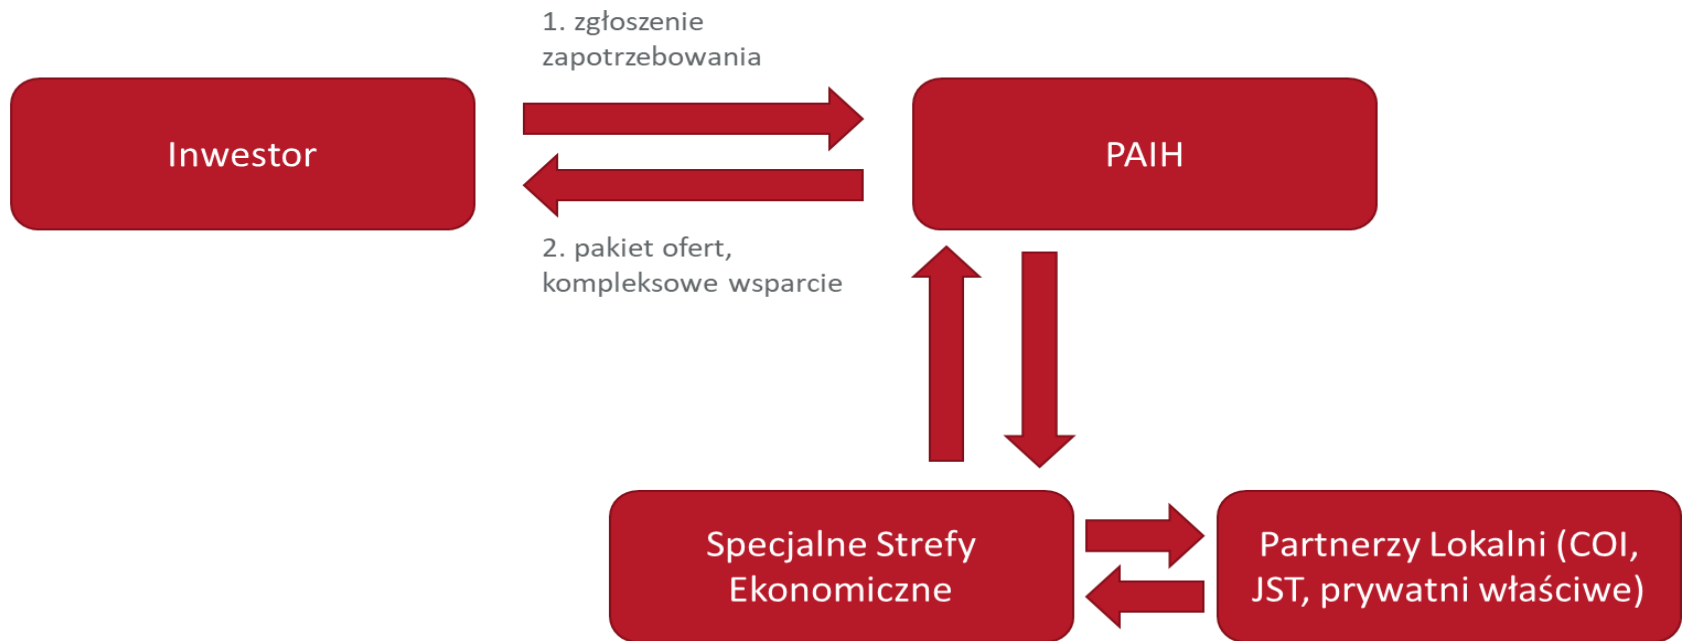 1. zgłoszenie
zapotrzebowania
Inwestor
PAIH
2. pakiet ofert,
kompleksowe wsparcie
Specjalne Strefy
Ekonomiczne
Partnerzy Lokalni (COI,
JST, prywatni właściwe)